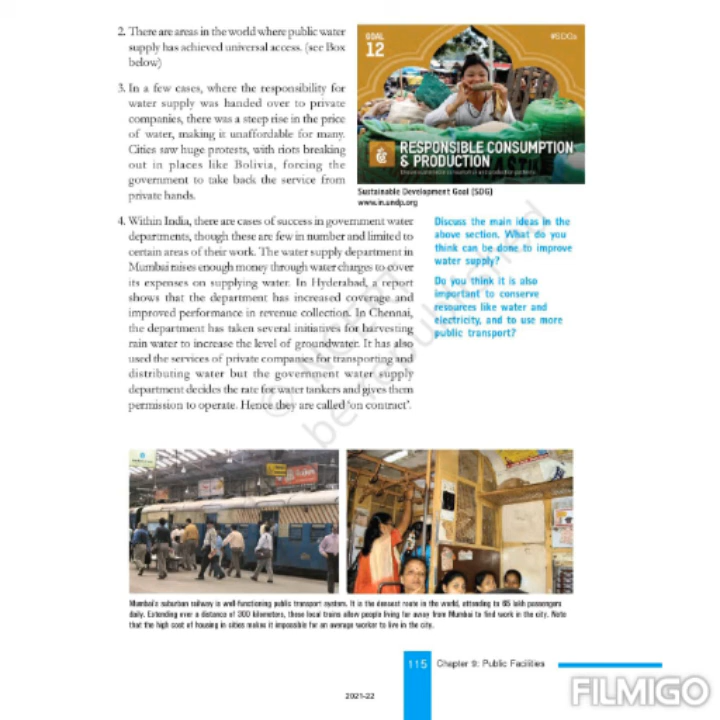 2. There are areas in the world where public water
supply has achieved universal access. (see Box
below)
3. In a few cases, where the responsibility for
water supply was handed over to private
companies, there was a steep rise in the price
of water, making it unaffordable for many.
Cities saw huge protests, with riots breaking
out in places like Bolivia, forcing the
government to take back the service from
private hands.
GOAL
12
#SDGs
RESPONSIBLE CONSUMPTION
& PRODUCTION
Sustainable Development Goal (SDG)
www.in.undp.org
4. Within India, there are cases of success in government water
departments, though these are few in number and limited to
certain areas of their work. The water supply department in
Mumbai raises enough money through water charges to cover
its expenses on supplying water. In Hyderabad, a report
shows that the department has increased coverage and
improved performance in revenue collection. In Chennai,
the department has taken several initiatives for harvesting
rain water to increase the level of groundwater. It has also
used the services of private companies for transporting and
distributing water but the government water supply
department decides the rate for water tankers and gives them
permission to operate. Hence they are called 'on contract'.
Discuss the main ideas in the
above section. What do you
think can be done to improve
water supply?
Do you think it is also
important to conserve
resources like water and
electricity, and to use more
public transport?
Mumbai's suburban railway is well-functioning public transport system. It is the densest route in the world, attending to 65 lakh passengers
daily. Extending over a distance of 300 kilometers, these local trains allow people living far away from Mumbai to find work in the city. Note
that the high cost of housing in cities makes it impossible for an average worker to live in the city.
115 Chapter 9: Public Facilities
2021-22
FILMIGO